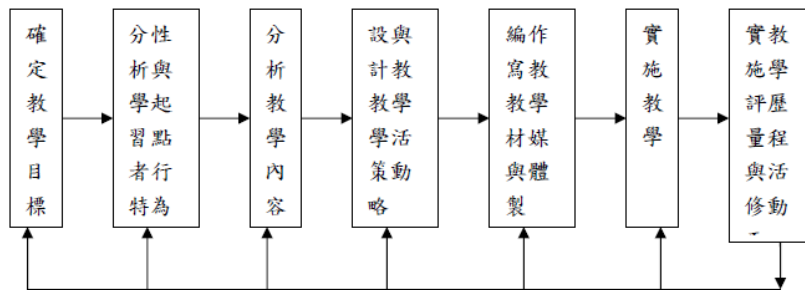 確定教學目標
分析學習者特
性與起點行為
分析教學內容
設計教學策略
與教學活動
編寫教材與製
作教學媒體
實施教學
實施評量與修
教學歷程活動